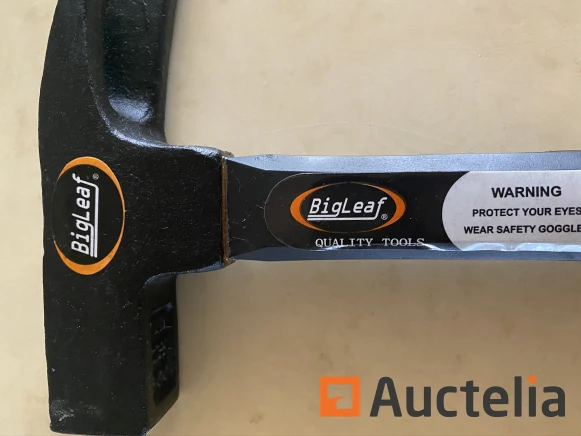 BigLeaf®
BigLeaf®
QUALITY TOOLS
WARNING
PROTECT YOUR EYES
WEAR SAFETY GOGGLE
Auctelia